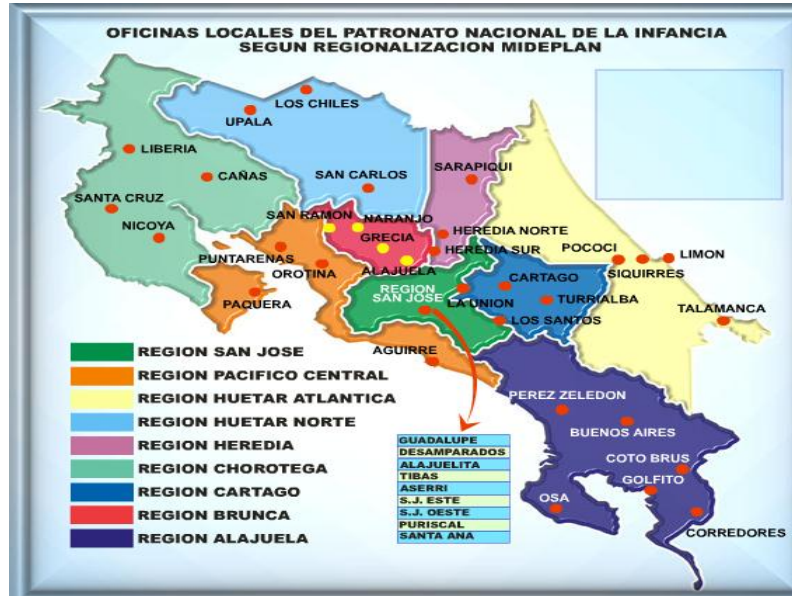 OFICINAS LOCALES DEL PATRONATO NACIONAL DE LA INFANCIA
SEGUN REGIONALIZACION MIDEPLAN
LOS CHILES
UPALA
LIBERIA
CAÑAS
SAN CARLOS
SARAPIQUI
SANTA CRUZ
NICOYA
SAN RAMON
NARANJO
GRECIA
ALAJUELA
HEREDIA NORTE
HEREDIA SUR
PUNTARENAS
OROTINA
PAQUERA
POCOCI
SIQUIRRES
LIMON
TALAMANCA
REGION
SAN JOSE
LA UNION
CARTAGO
TURRIALBA
LOS SANTOS
AGUIRRE
PEREZ ZELEDON
BUENOS AIRES
COTO BRUS
GOLFITO
OSA
CORREDORES
REGION SAN JOSE
REGION PACIFICO CENTRAL
REGION HUETAR ATLANTICA
REGION HUETAR NORTE
REGION HEREDIA
REGION CHOROTEGA
REGION CARTAGO
REGION BRUNCA
REGION ALAJUELA
GUADALUPE
DESAMPARADOS
ALAJUELITA
TIBAS
ASERRI
S.J. ESTE
S.J. OESTE
PURISCAL
SANTA ANA